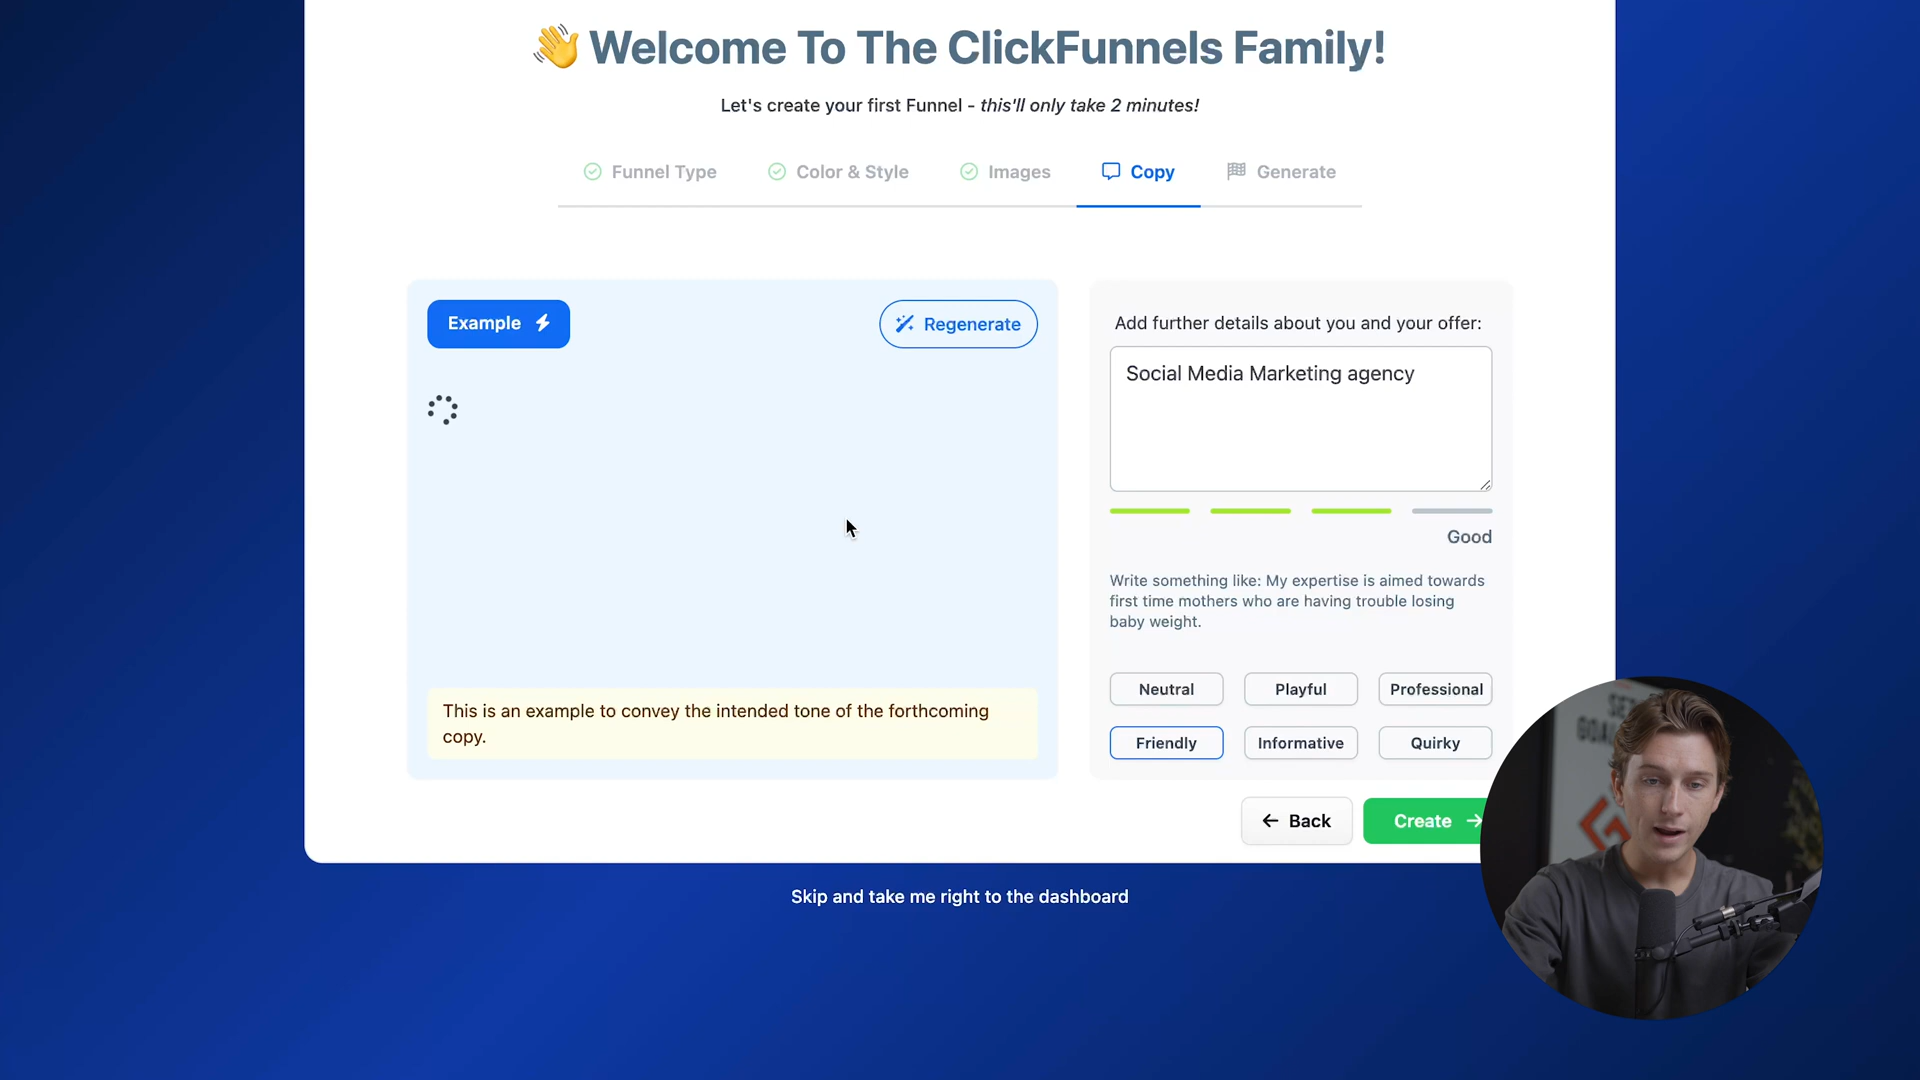 👋 Welcome To The ClickFunnels Family!
Let's create your first Funnel - this'll only take 2 minutes!
Funnel Type
Color & Style
Images
Copy
Generate
Example
Regenerate
This is an example to convey the intended tone of the forthcoming
copy.
Add further details about you and your offer:
Social Media Marketing agency
Good
Write something like: My expertise is aimed towards
first time mothers who are having trouble losing
baby weight.
Neutral
Playful
Professional
Friendly
Informative
Quirky
← Back
Create →
Skip and take me right to the dashboard